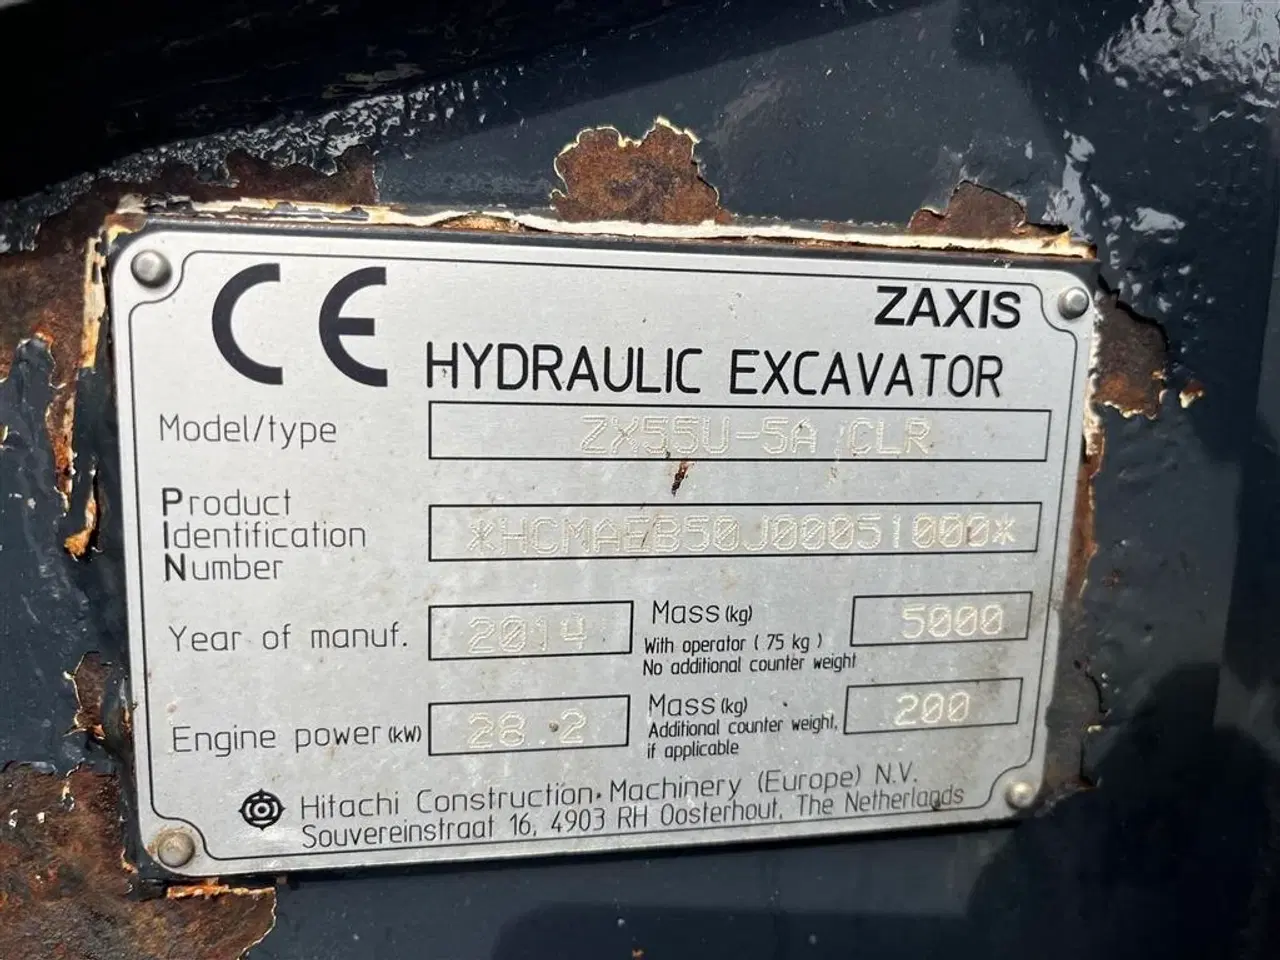 CE
ZAXIS
HYDRAULIC EXCAVATOR
Model/type ZX55U-5A CLR
Product
Identification *HCMAEB50J00051000*
Number
Year of manuf. 2014 Mass (kg) 5000
With operator ( 75 kg )
No additional counter weight
Engine power (kW) 28.2 Mass (kg) 200
Additional counter weight,
if applicable
Hitachi Construction Machinery (Europe) N.V.
Souvereinstraat 16, 4903 RH Oosterhout, The Netherlands